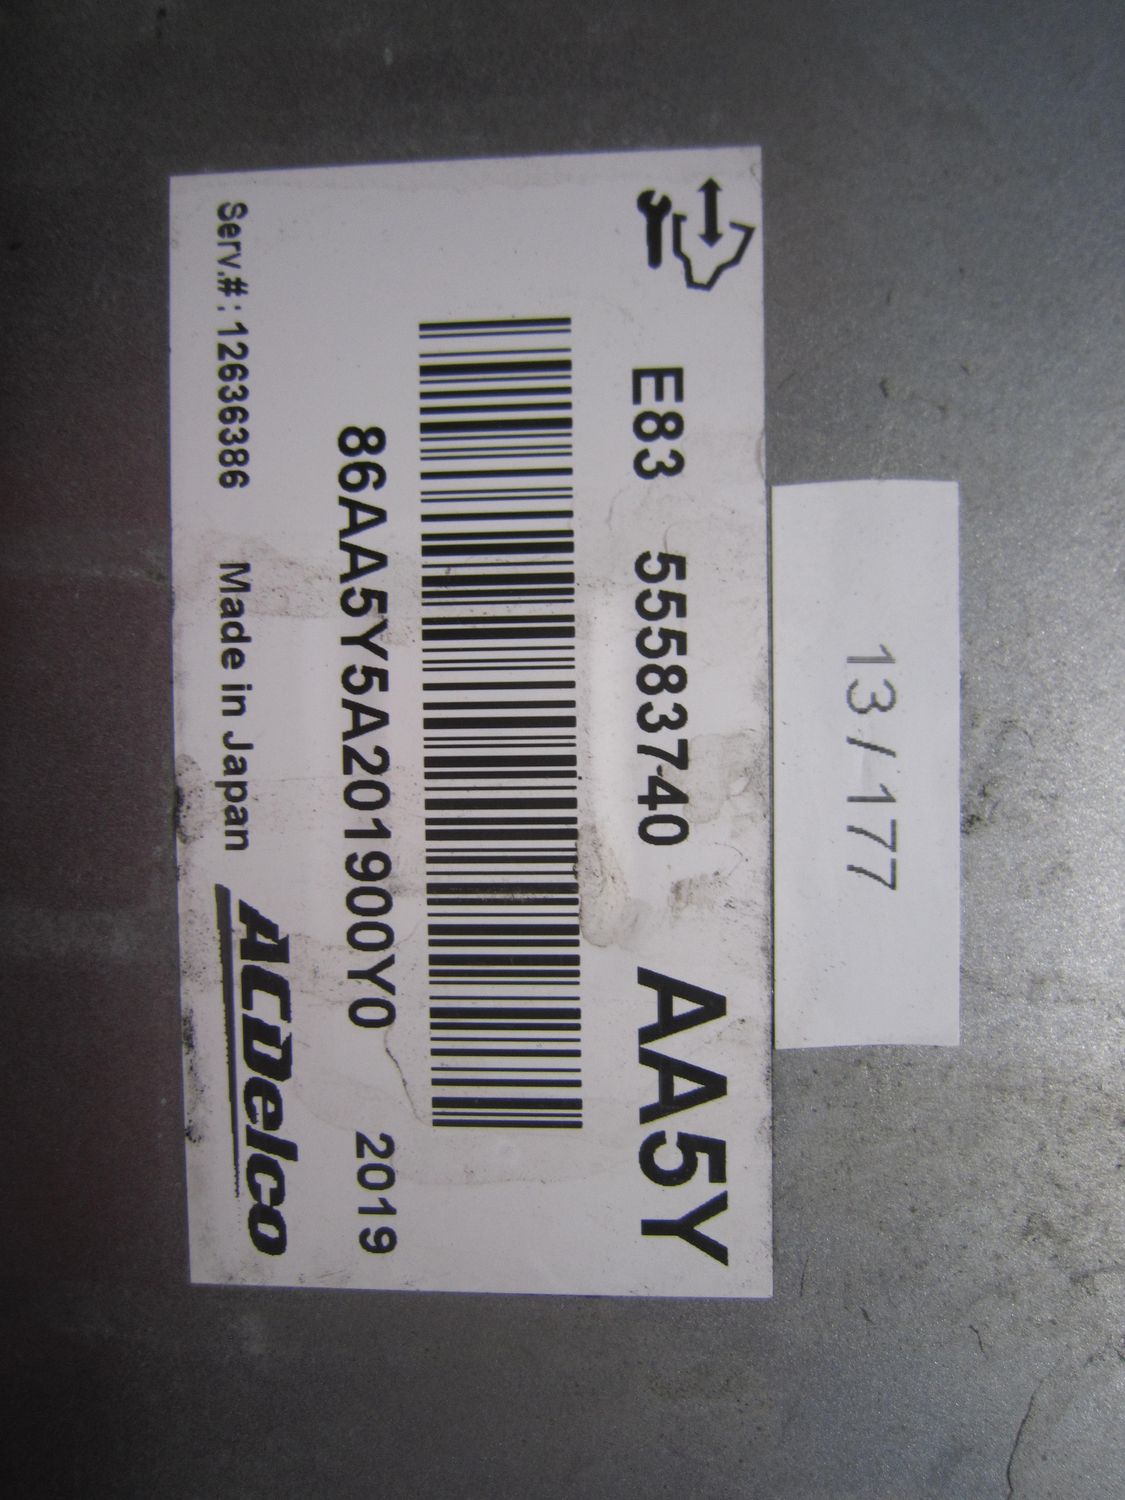 13/177
E83 55583740 AA5Y
86AA5Y5A201900Y0 2019
Serv.#: 12636386 Made in Japan ACDelco